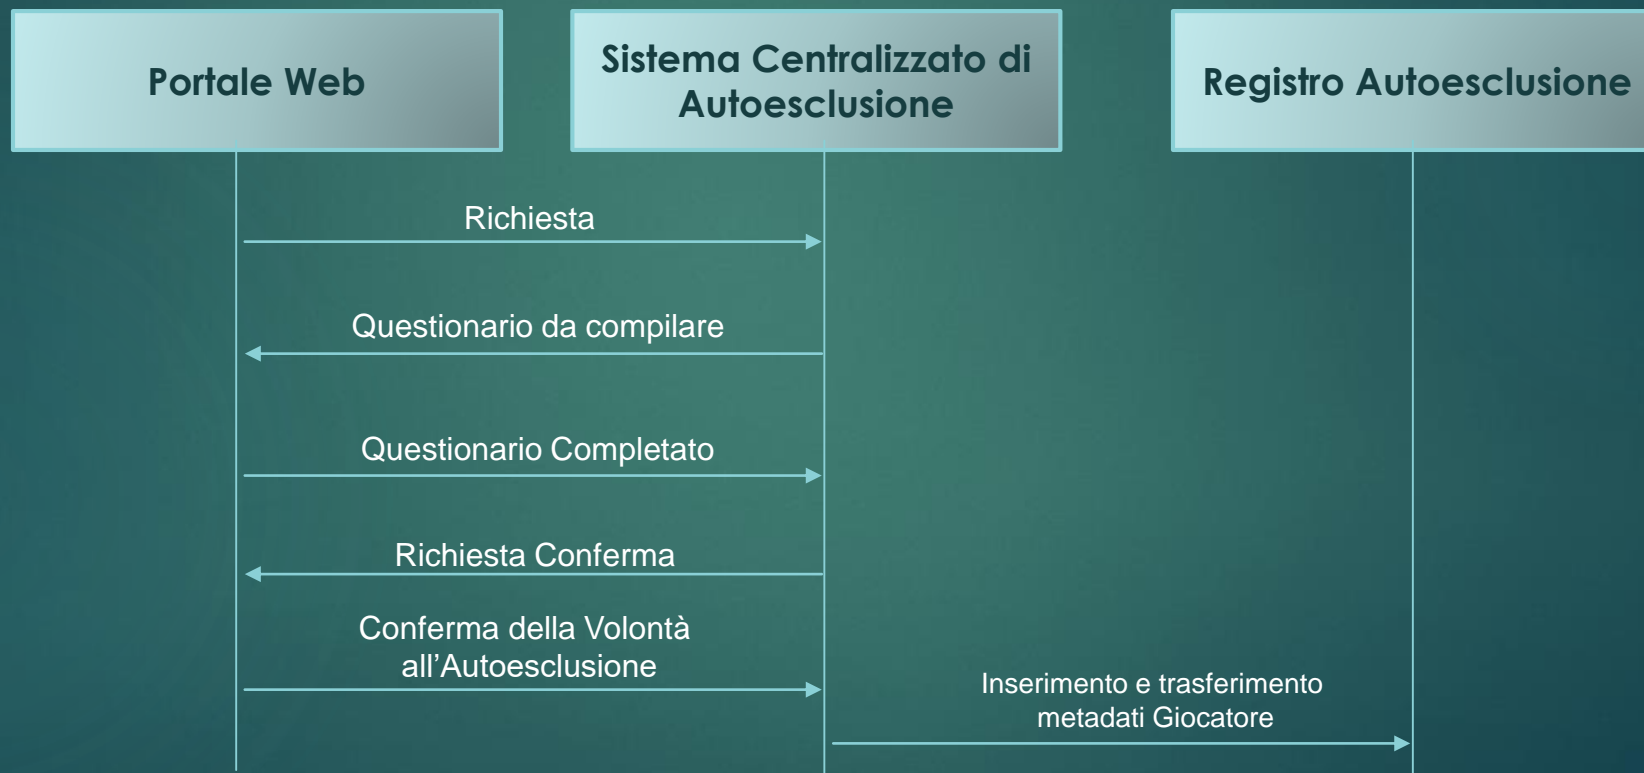 Portale Web
Sistema Centralizzato di
Autoesclusione
Registro Autoesclusione
Richiesta
Questionario da compilare
Questionario Completato
Richiesta Conferma
Conferma della Volontà
all’Autoesclusione
Inserimento e trasferimento
metadati Giocatore